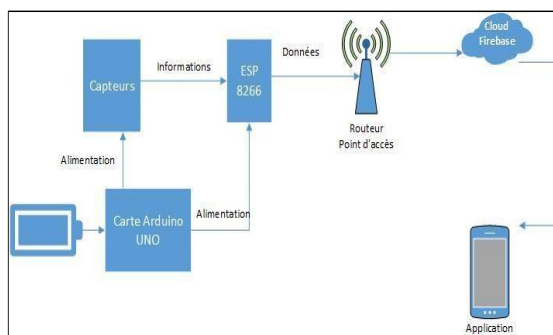 Cloud
Firebase
Données
Informations
ESP
8266
Capteurs
Routeur
Point d'accès
Alimentation
Alimentation
Carte Arduino
UNO
Application